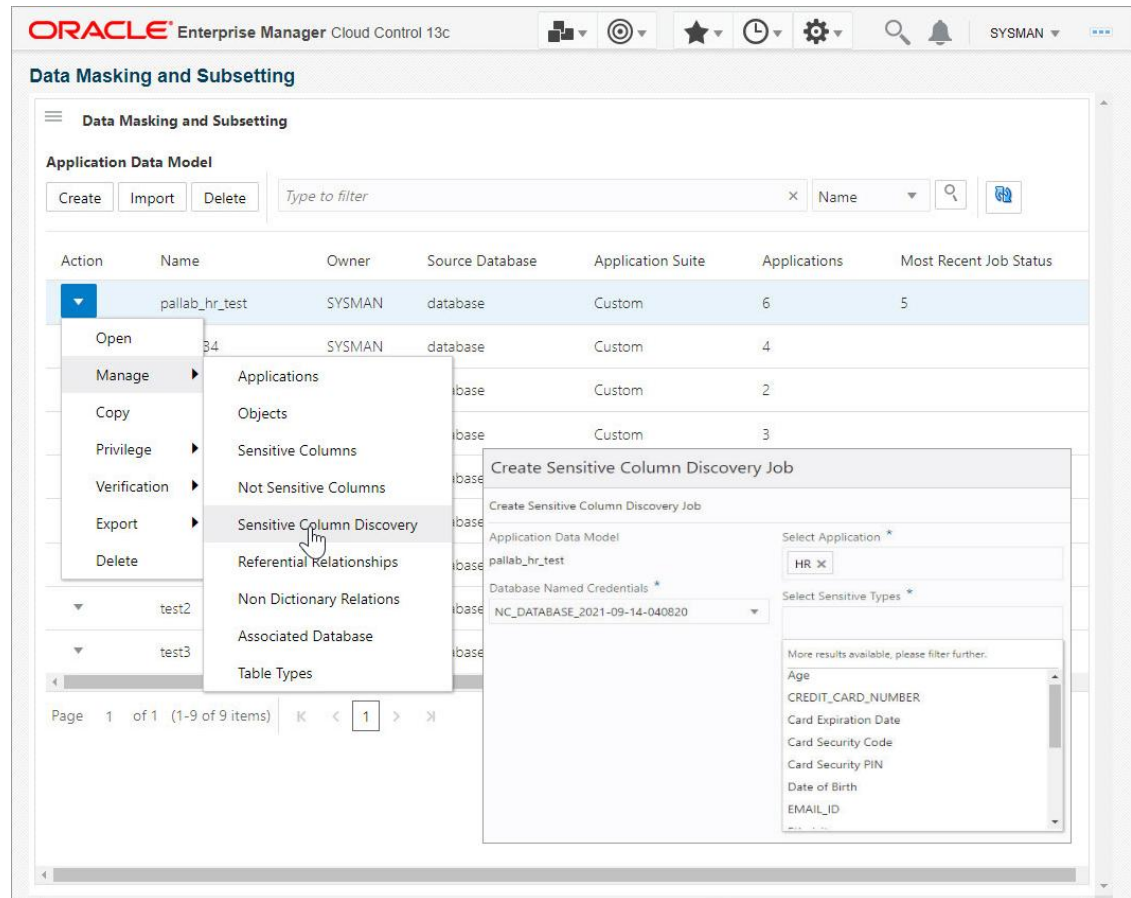 ORACLE Enterprise Manager Cloud Control 13c SYSMAN
Data Masking and Subsetting
Data Masking and Subsetting
Application Data Model
Create Import Delete Type to filter × Name
Action Name Owner Source Database Application Suite Applications Most Recent Job Status
pallab_hr_test SYSMAN database Custom 6 5
34 SYSMAN database Custom 4
abase Custom 2
abase Custom 3
abase
abase
abase
test2 abase
test3 abase
Open
Manage
Copy
Privilege
Verification
Export
Delete
Applications
Objects
Sensitive Columns
Not Sensitive Columns
Sensitive Column Discovery
Referential Relationships
Non Dictionary Relations
Associated Database
Table Types
Create Sensitive Column Discovery Job
Create Sensitive Column Discovery Job
Application Data Model
pallab_hr_test
Database Named Credentials *
NC_DATABASE_2021-09-14-040820
Select Application *
HR ×
Select Sensitive Types *
More results available, please filter further.
Age
CREDIT_CARD_NUMBER
Card Expiration Date
Card Security Code
Card Security PIN
Date of Birth
EMAIL_ID
Page 1 of 1 (1-9 of 9 items) 1